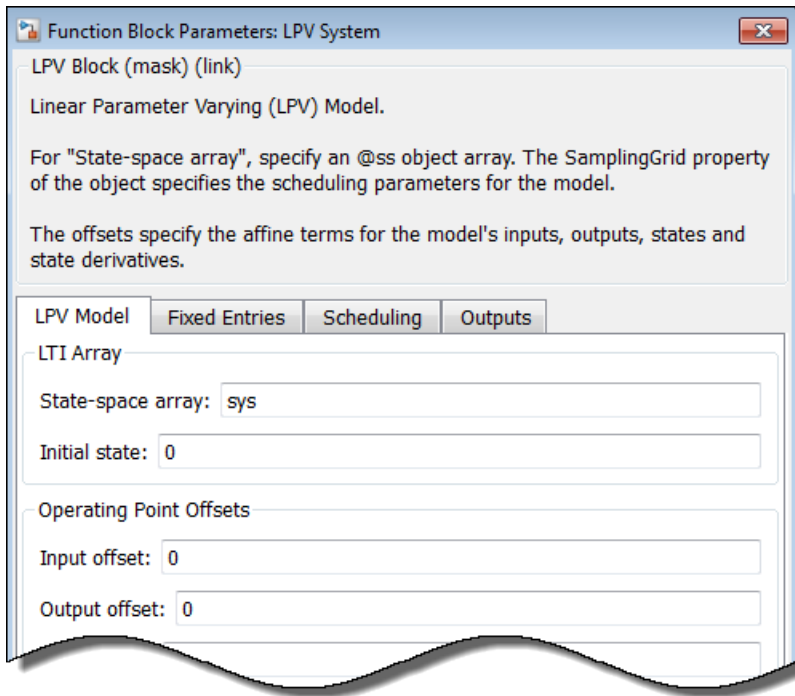 Function Block Parameters: LPV System
LPV Block (mask) (link)
Linear Parameter Varying (LPV) Model.
For "State-space array", specify an @ss object array. The SamplingGrid property
of the object specifies the scheduling parameters for the model.
The offsets specify the affine terms for the model's inputs, outputs, states and
state derivatives.
LPV Model Fixed Entries Scheduling Outputs
LTI Array
State-space array: sys
Initial state: 0
Operating Point Offsets
Input offset: 0
Output offset: 0